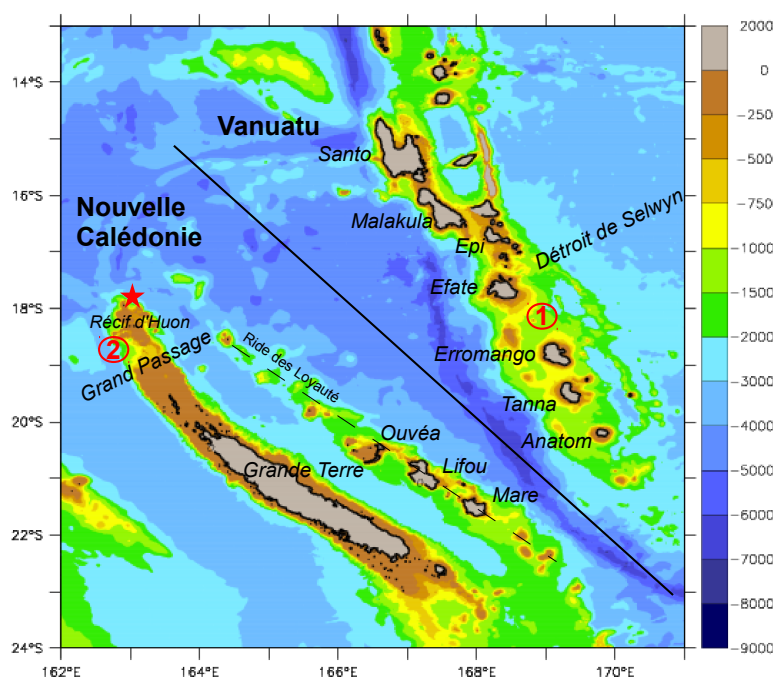 14°S
16°S
18°S
20°S
22°S
24°S
162°E
164°E
166°E
168°E
170°E
Vanuatu
Santo
Nouvelle
Calédonie
Malakula
Epi
Détroit de Selwyn
Efate
1
Récif d'Huon
2
Grand Passage
Ride des Loyauté
Erromango
Tanna
Anatom
Ouvéa
Grande Terre
Lifou
Mare
2000
0
-250
-500
-750
-1000
-2000
-3000
-4000
-5000
-6000
-7000
-8000
-9000